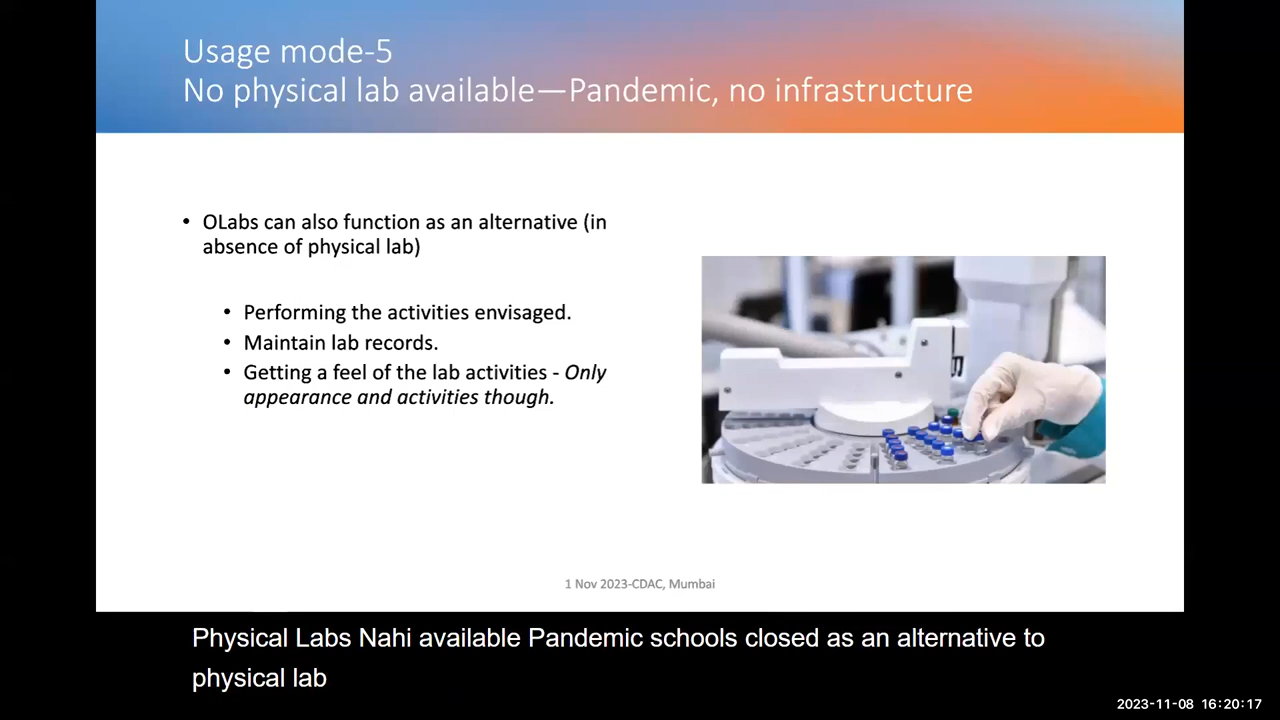 Usage mode-5
No physical lab available—Pandemic, no infrastructure
• OLabs can also function as an alternative (in
absence of physical lab)
• Performing the activities envisaged.
• Maintain lab records.
• Getting a feel of the lab activities - Only
appearance and activities though.
1 Nov 2023-CDAC, Mumbai
Physical Labs Nahi available Pandemic schools closed as an alternative to
physical lab
2023-11-08 16:20:17